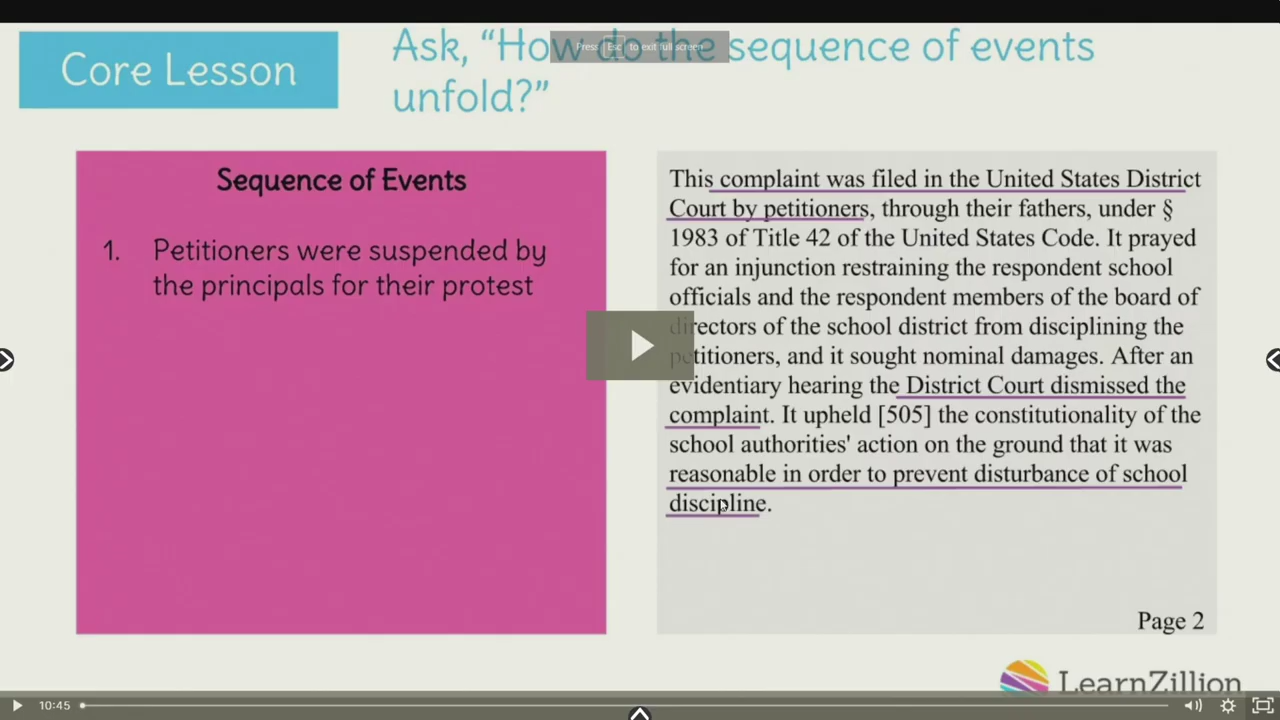 Core Lesson
Ask, “How do the sequence of events
unfold?”
Press Esc to exit full screen
Sequence of Events
1. Petitioners were suspended by
the principals for their protest
This complaint was filed in the United States District
Court by petitioners, through their fathers, under §
1983 of Title 42 of the United States Code. It prayed
for an injunction restraining the respondent school
officials and the respondent members of the board of
directors of the school district from disciplining the
petitioners, and it sought nominal damages. After an
evidentiary hearing the District Court dismissed the
complaint. It upheld [505] the constitutionality of the
school authorities' action on the ground that it was
reasonable in order to prevent disturbance of school
discipline.
Page 2
LearnZillion
10:45